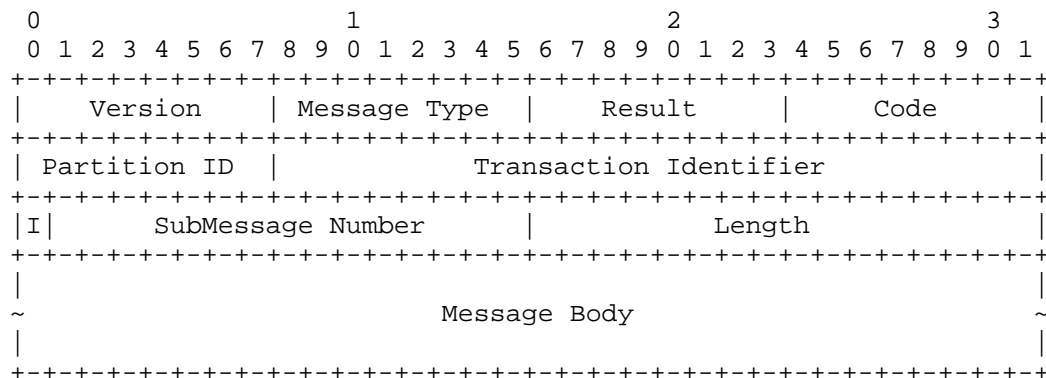 0                   1                   2                   3
 0 1 2 3 4 5 6 7 8 9 0 1 2 3 4 5 6 7 8 9 0 1 2 3 4 5 6 7 8 9 0 1
+-+-+-+-+-+-+-+-+-+-+-+-+-+-+-+-+-+-+-+-+-+-+-+-+-+-+-+-+-+-+-+-+
|    Version    | Message Type  |    Result     |     Code      |
+-+-+-+-+-+-+-+-+-+-+-+-+-+-+-+-+-+-+-+-+-+-+-+-+-+-+-+-+-+-+-+-+
| Partition ID  |            Transaction Identifier             |
+-+-+-+-+-+-+-+-+-+-+-+-+-+-+-+-+-+-+-+-+-+-+-+-+-+-+-+-+-+-+-+-+
|I|      SubMessage Number      |           Length              |
+-+-+-+-+-+-+-+-+-+-+-+-+-+-+-+-+-+-+-+-+-+-+-+-+-+-+-+-+-+-+-+-+
|                                                               |
~                          Message Body                         ~
|                                                               |
+-+-+-+-+-+-+-+-+-+-+-+-+-+-+-+-+-+-+-+-+-+-+-+-+-+-+-+-+-+-+-+-+